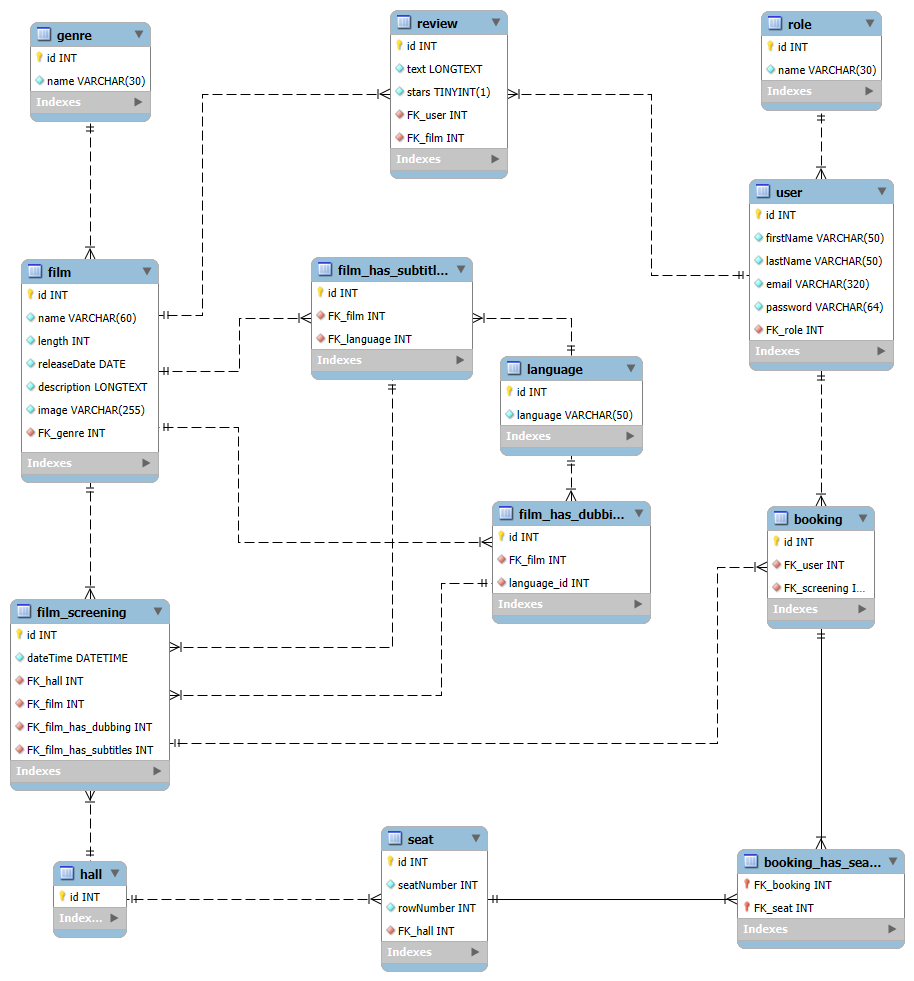 genre
id INT
name VARCHAR(30)
Indexes
review
id INT
text LONGTEXT
stars TINYINT(1)
FK_user INT
FK_film INT
Indexes
role
id INT
name VARCHAR(30)
Indexes
user
id INT
firstName VARCHAR(50)
lastName VARCHAR(50)
email VARCHAR(320)
password VARCHAR(64)
FK_role INT
Indexes
film
id INT
name VARCHAR(60)
length INT
releaseDate DATE
description LONGTEXT
image VARCHAR(255)
FK_genre INT
Indexes
film_has_subtitl...
id INT
FK_film INT
FK_language INT
Indexes
language
id INT
language VARCHAR(50)
Indexes
film_has_dubbi...
id INT
FK_film INT
language_id INT
Indexes
booking
id INT
FK_user INT
FK_screening I...
Indexes
film_screening
id INT
dateTime DATETIME
FK_hall INT
FK_film INT
FK_film_has_dubbing INT
FK_film_has_subtitles INT
Indexes
hall
id INT
Index...
seat
id INT
seatNumber INT
rowNumber INT
FK_hall INT
Indexes
booking_has_sea...
FK_booking INT
FK_seat INT
Indexes